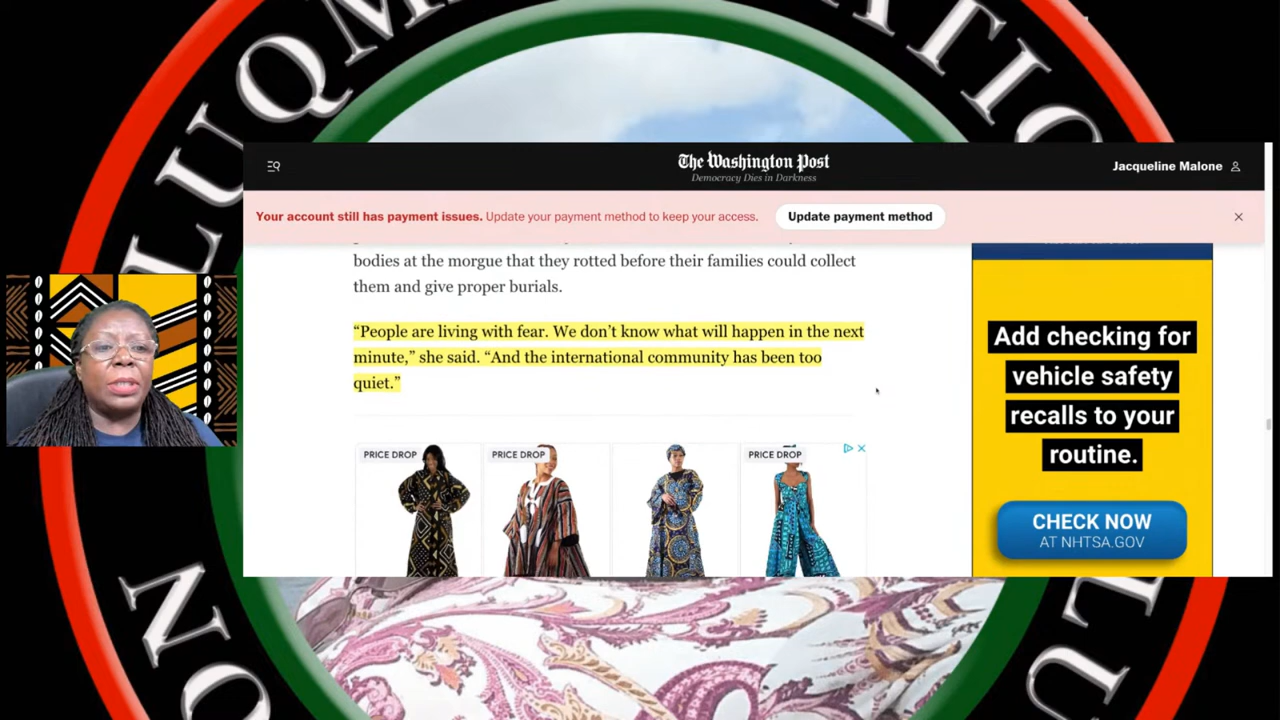 LUQM
The Washington Post
Democracy Dies in Darkness
Jacqueline Malone
Your account still has payment issues. Update your payment method to keep your access.
Update payment method
bodies at the morgue that they rotted before their families could collect
them and give proper burials.
“People are living with fear. We don’t know what will happen in the next
minute,” she said. “And the international community has been too
quiet.”
PRICE DROP
PRICE DROP
PRICE DROP
Add checking for
vehicle safety
recalls to your
routine.
CHECK NOW
AT NHTSA.GOV